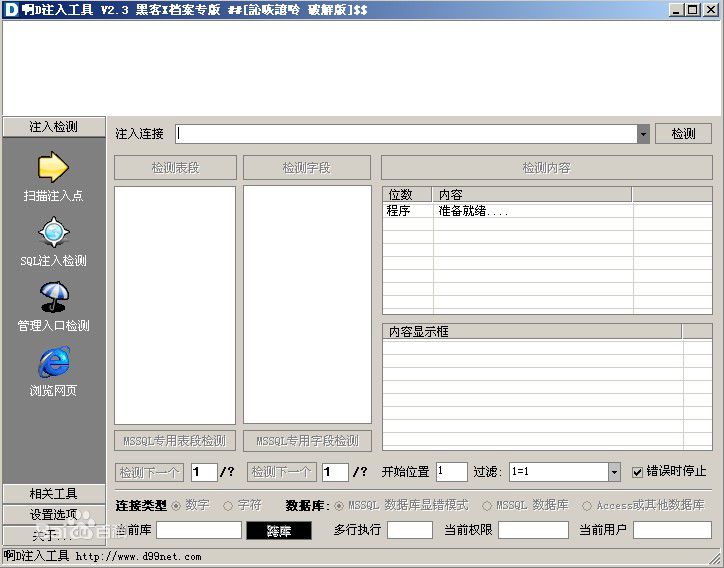 啊D注入工具 V2.3 黑客X档案专版 ##[訫咴諳唥 破解版]$$
注入检测
注入连接
检测
检测表段
检测字段
检测内容
扫描注入点
SQL注入检测
管理入口检测
浏览网页
位数 内容
程序 准备就绪....
内容显示框
MSSQL专用表段检测
MSSQL专用字段检测
检测下一个 1 /?
检测下一个 1 /?
开始位置 1 过滤: 1=1 错误时停止
相关工具
设置选项
关于...
连接类型 数字 字符 数据库: MSSQL 数据库显错模式 MSSQL 数据库 Access或其他数据库
当前库 跨库 多行执行 当前权限 当前用户
Baidu百科
啊D注入工具 http://www.d99net.com